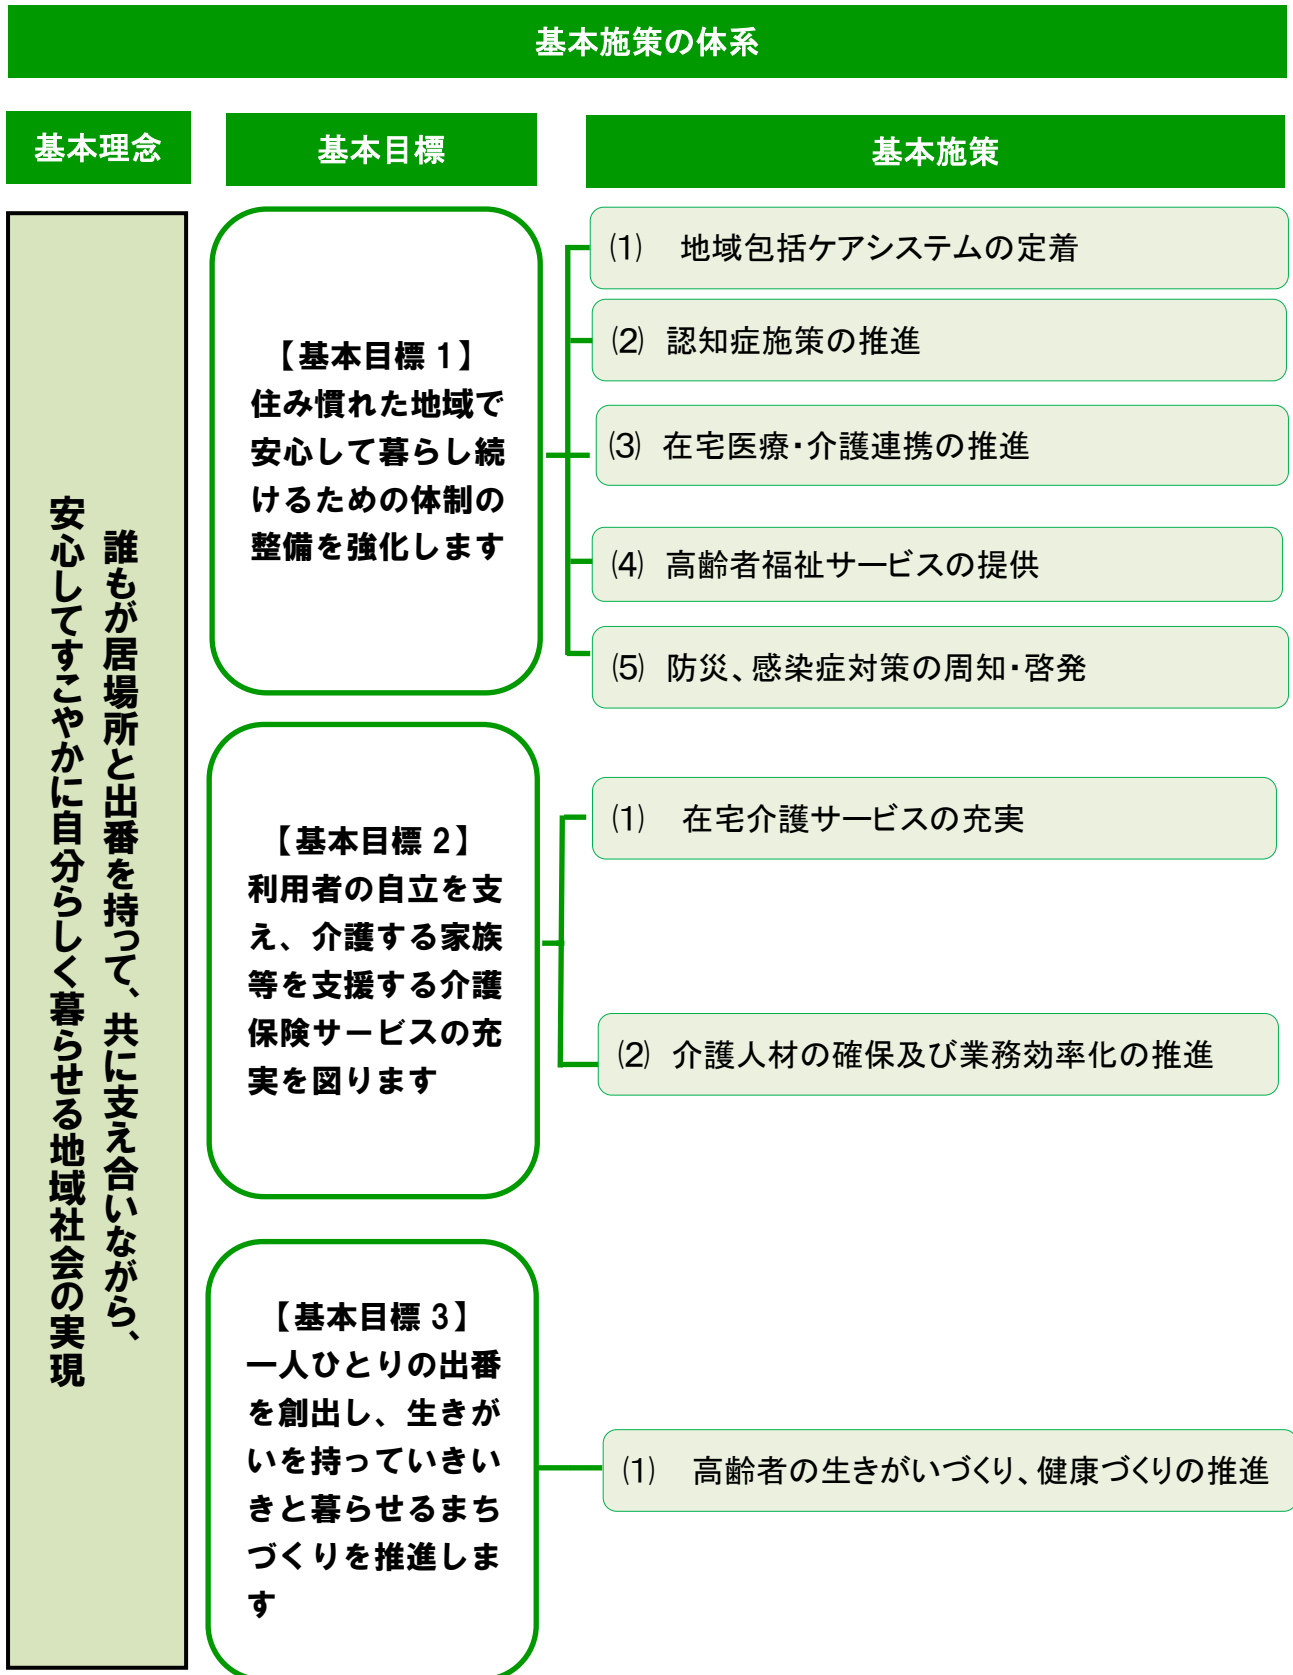 基本施策の体系
基本理念
基本目標
基本施策
誰もが居場所と出番を持って、共に支え合いながら、
安心してすこやかに自分らしく暮らせる地域社会の実現
【基本目標 1】
住み慣れた地域で
安心して暮らし続
けるための体制の
整備を強化します
⑴ 地域包括ケアシステムの定着
⑵ 認知症施策の推進
⑶ 在宅医療・介護連携の推進
⑷ 高齢者福祉サービスの提供
⑸ 防災、感染症対策の周知・啓発
【基本目標 2】
利用者の自立を支
え、介護する家族
等を支援する介護
保険サービスの充
実を図ります
⑴ 在宅介護サービスの充実
⑵ 介護人材の確保及び業務効率化の推進
【基本目標 3】
一人ひとりの出番
を創出し、生きが
いを持っていきい
きと暮らせるまち
づくりを推進しま
す
⑴ 高齢者の生きがいづくり、健康づくりの推進